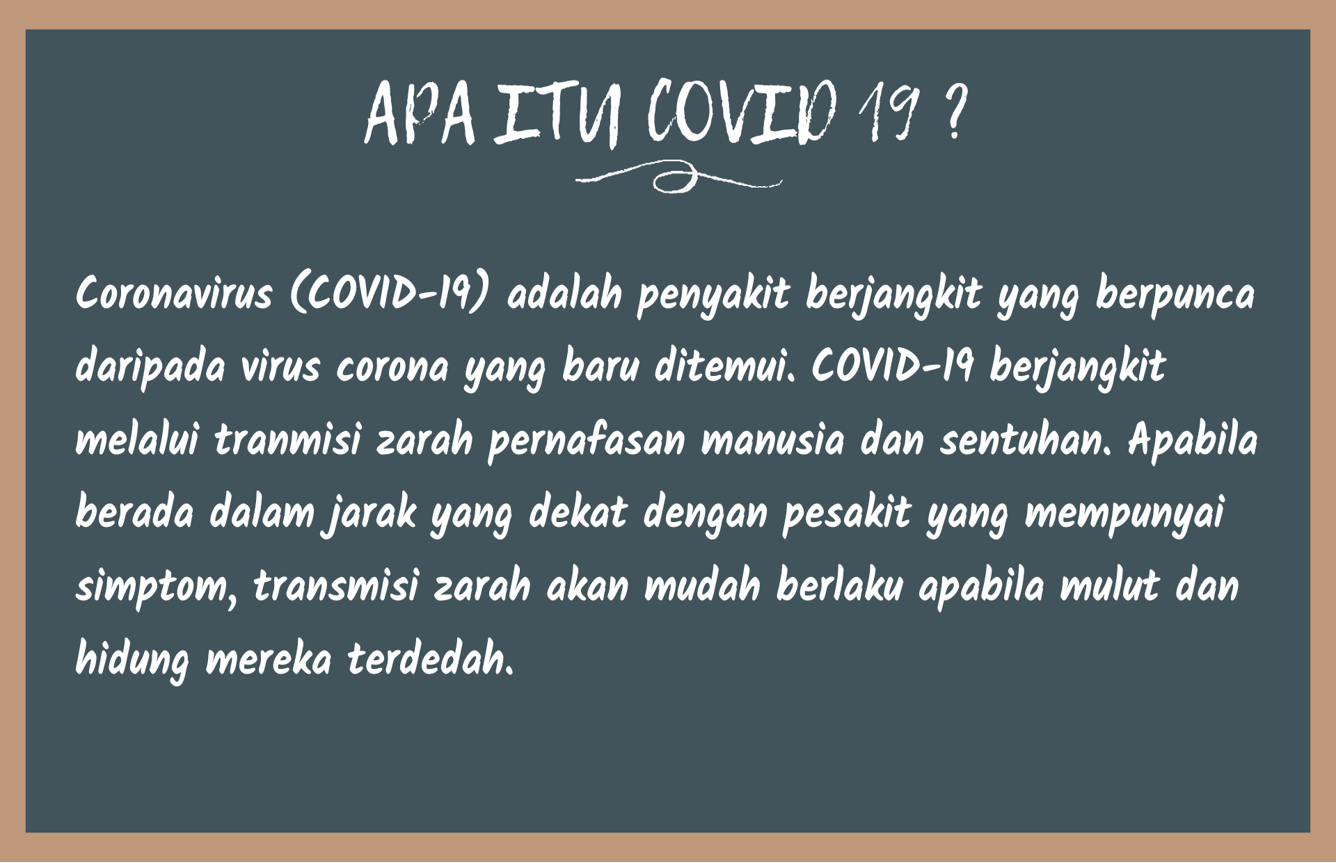 APA ITU COVID 19 ?
Coronavirus (COVID-19) adalah penyakit berjangkit yang berpunca
daripada virus corona yang baru ditemui. COVID-19 berjangkit
melalui tranmisi zarah pernafasan manusia dan sentuhan. Apabila
berada dalam jarak yang dekat dengan pesakit yang mempunyai
simptom, transmisi zarah akan mudah berlaku apabila mulut dan
hidung mereka terdedah.